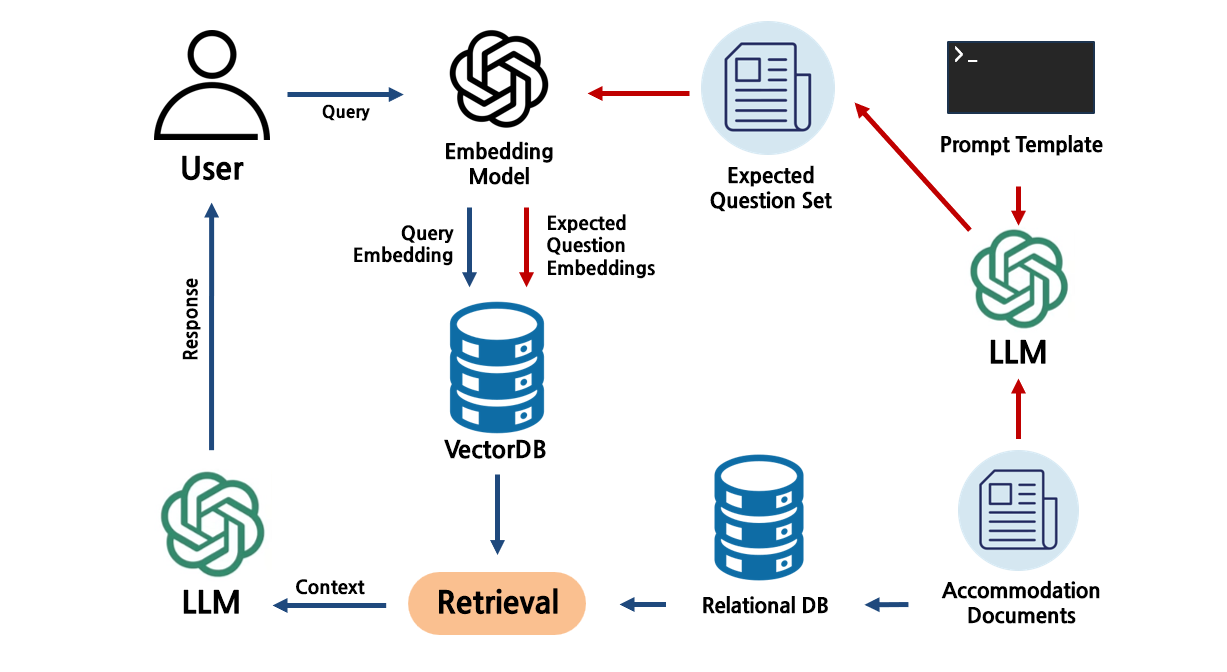 >_
Prompt Template
Query
User
Embedding
Model
Expected
Question Set
Query
Embedding
Expected
Question
Embeddings
Response
LLM
VectorDB
LLM
Context
Retrieval
Relational DB
Accommodation
Documents